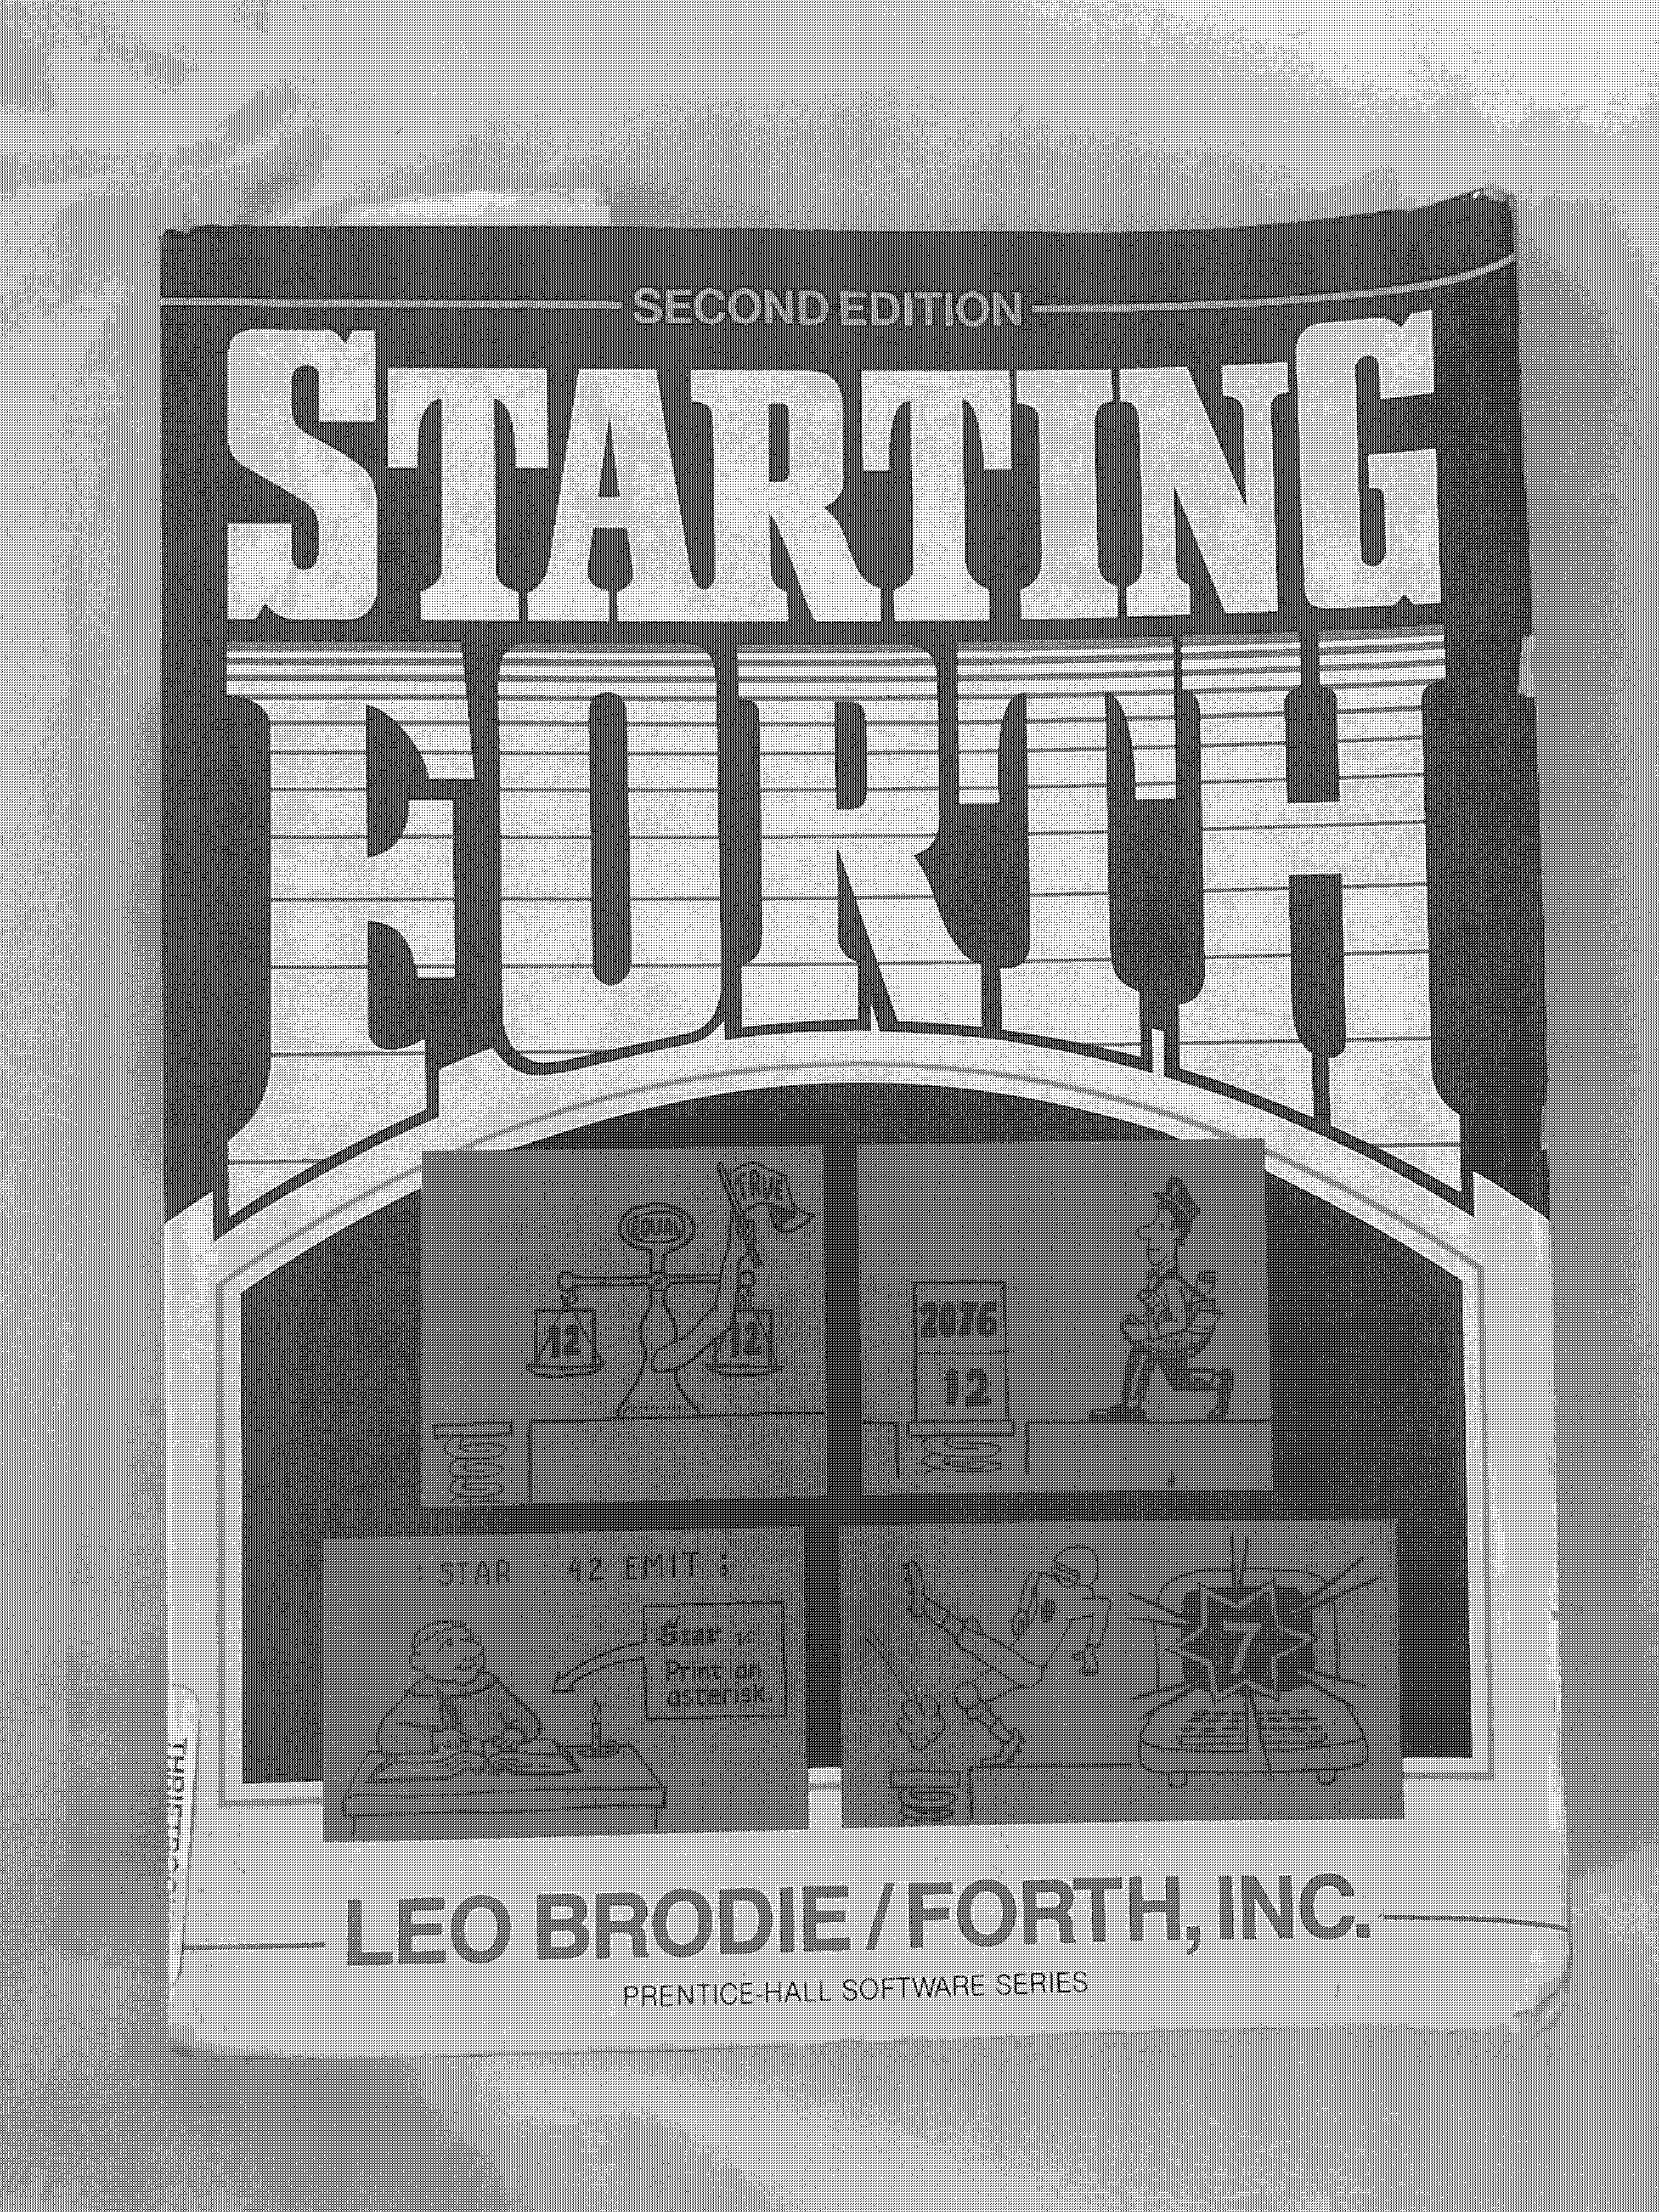 SECOND EDITION
STARTING
FORTH
TRUE
EQUAL
12 12
2076
12
: STAR 42 EMIT ;
Star v.
Print an
asterisk.
7
LEO BRODIE / FORTH, INC.
PRENTICE-HALL SOFTWARE SERIES